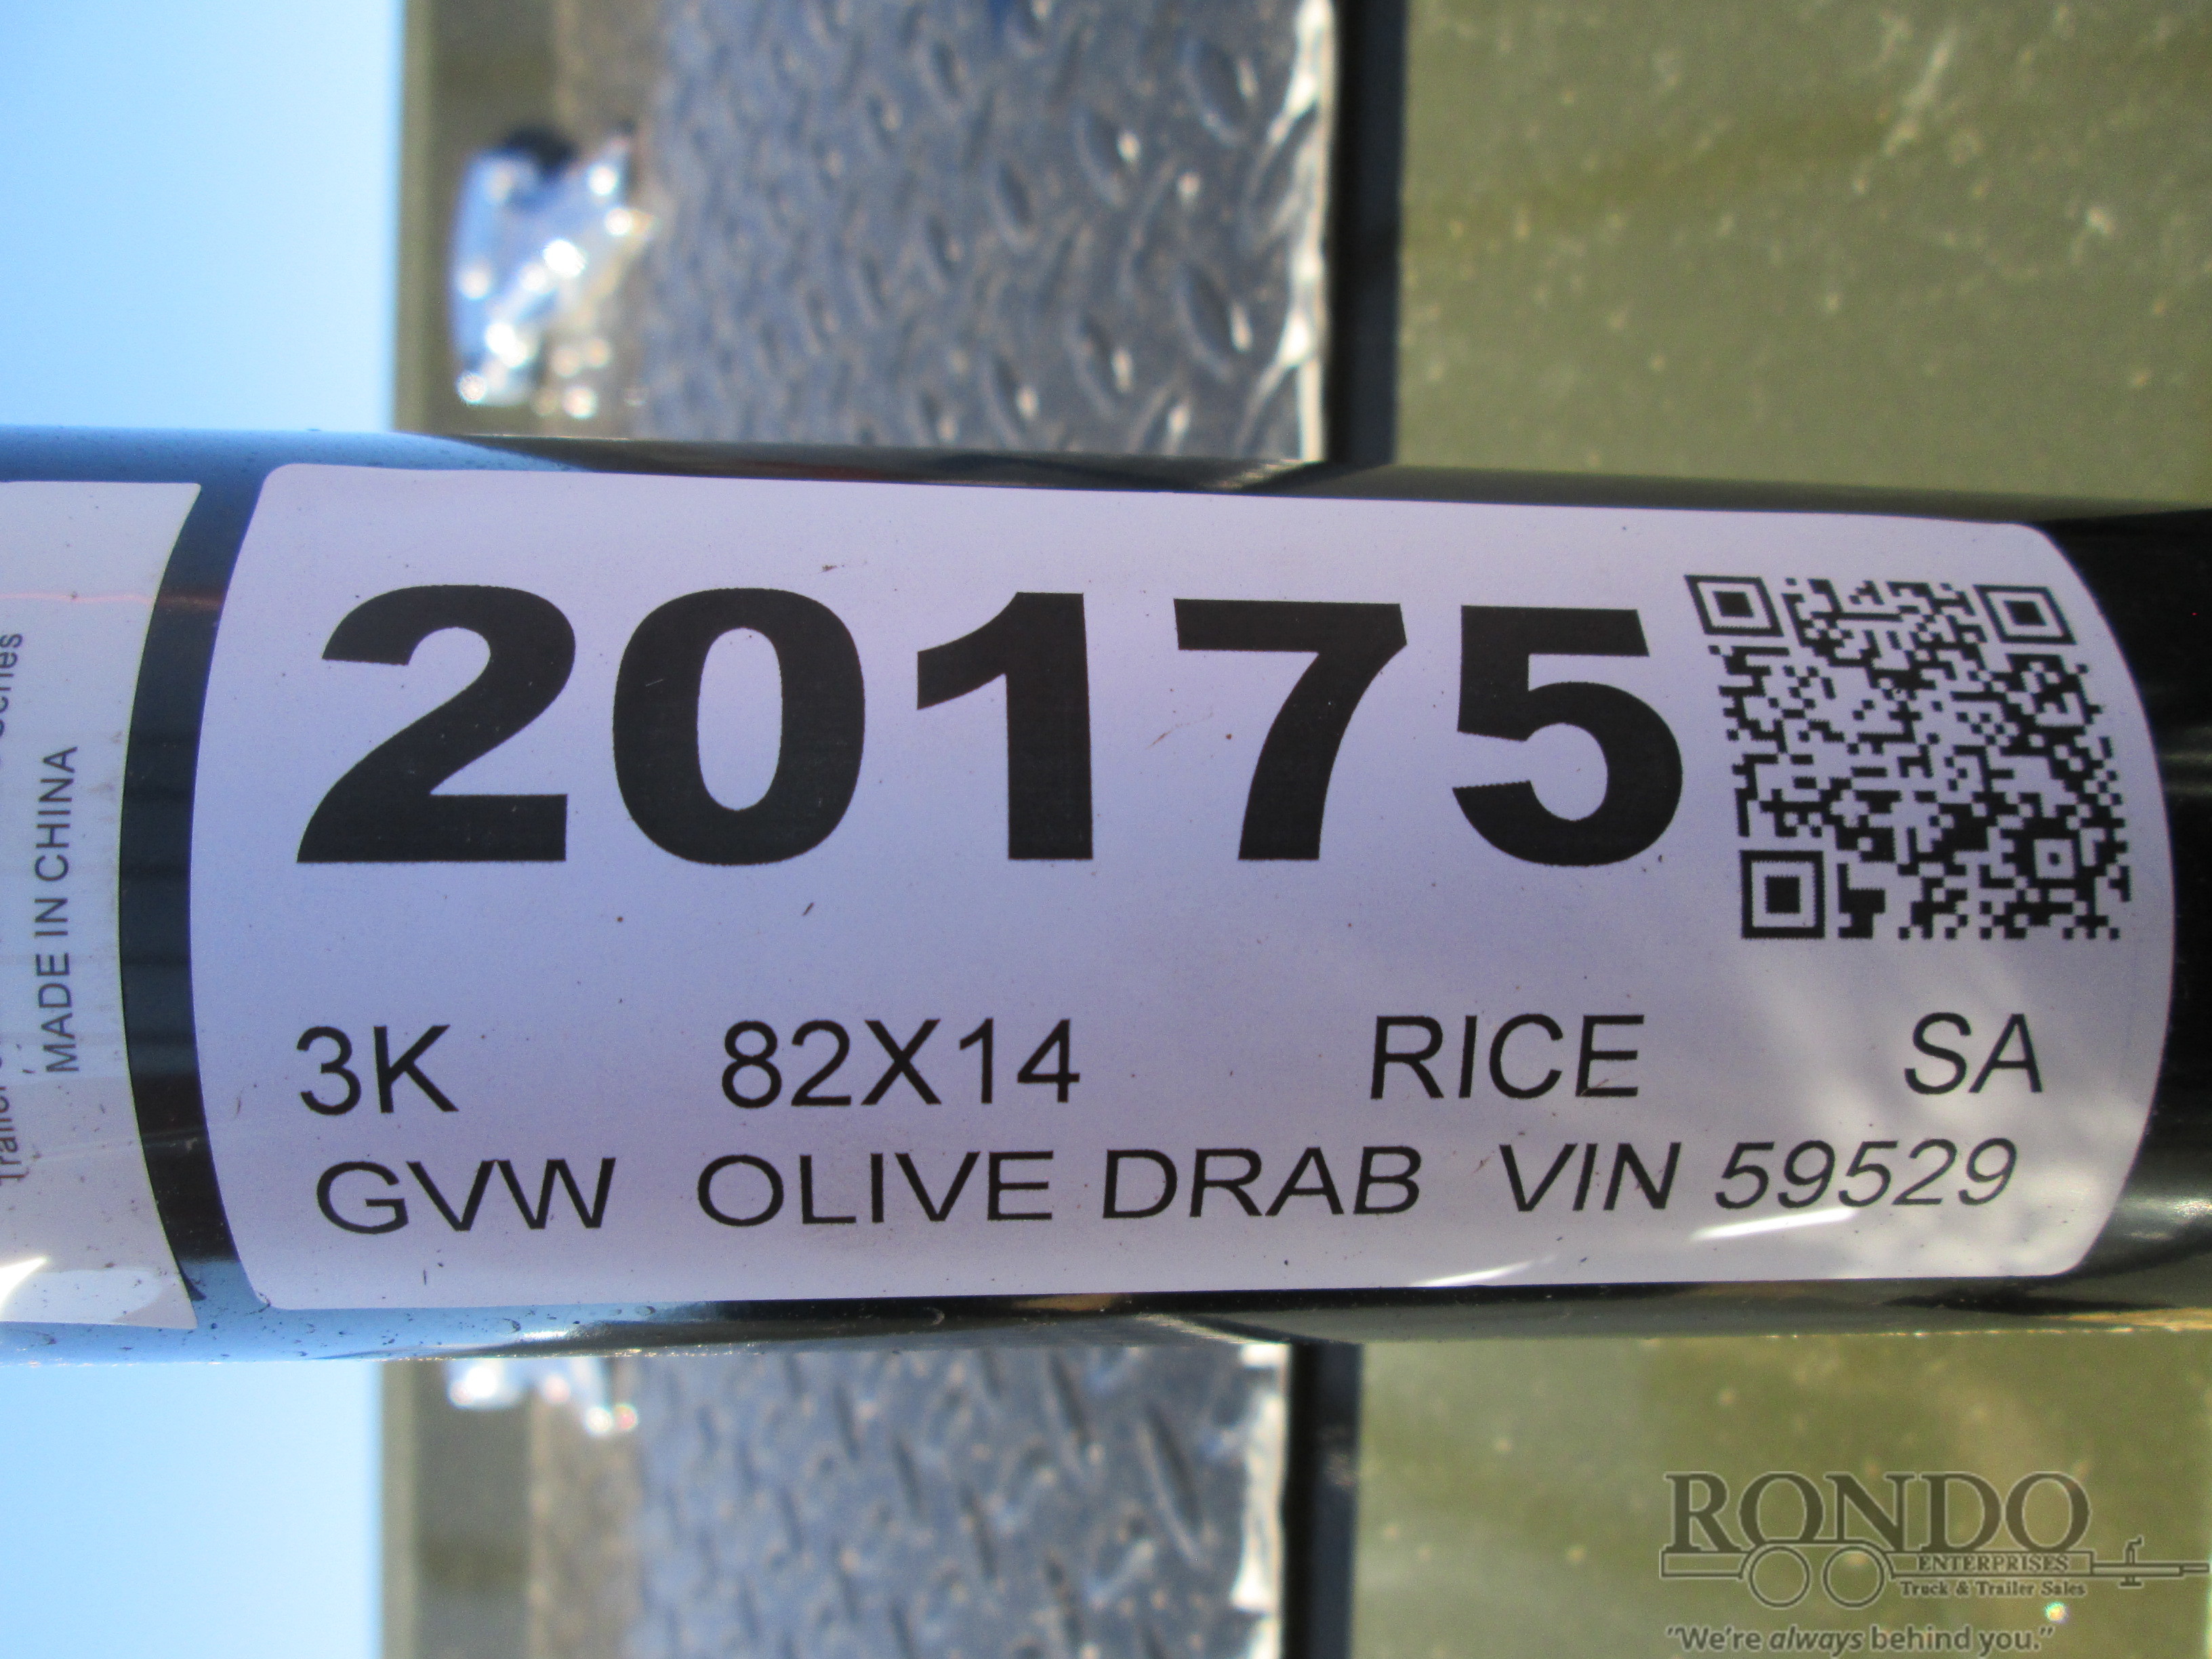 20175
3K 82X14 RICE SA
GVW OLIVE DRAB VIN 59529
MADE IN CHINA
RONDO
ENTERPRISES
Truck & Trailer Sales
"We're always behind you."